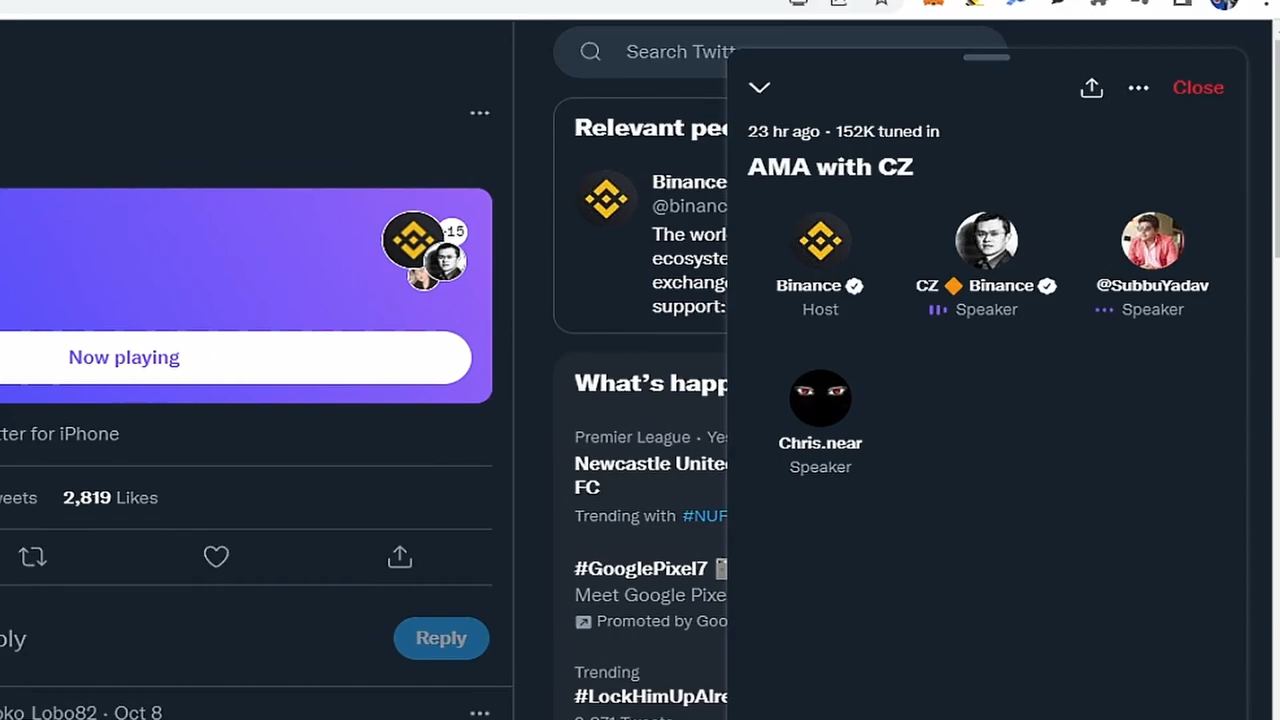 Search Twitt
Relevant pe
Binance
@binanc
The worl
ecosyste
exchang
support:
+15
Now playing
tter for iPhone
weets 2,819 Likes
ply
Reply
oko Lobo82 · Oct 8
What's happ
Premier League · Yes
Newcastle Unite
FC
Trending with #NUF
#GooglePixel7
Meet Google Pixe
Promoted by Goo
Trending
#LockHimUpAlre
Close
23 hr ago · 152K tuned in
AMA with CZ
Binance
Host
CZ 🔶 Binance
Speaker
@SubbuYadav
Speaker
Chris.near
Speaker